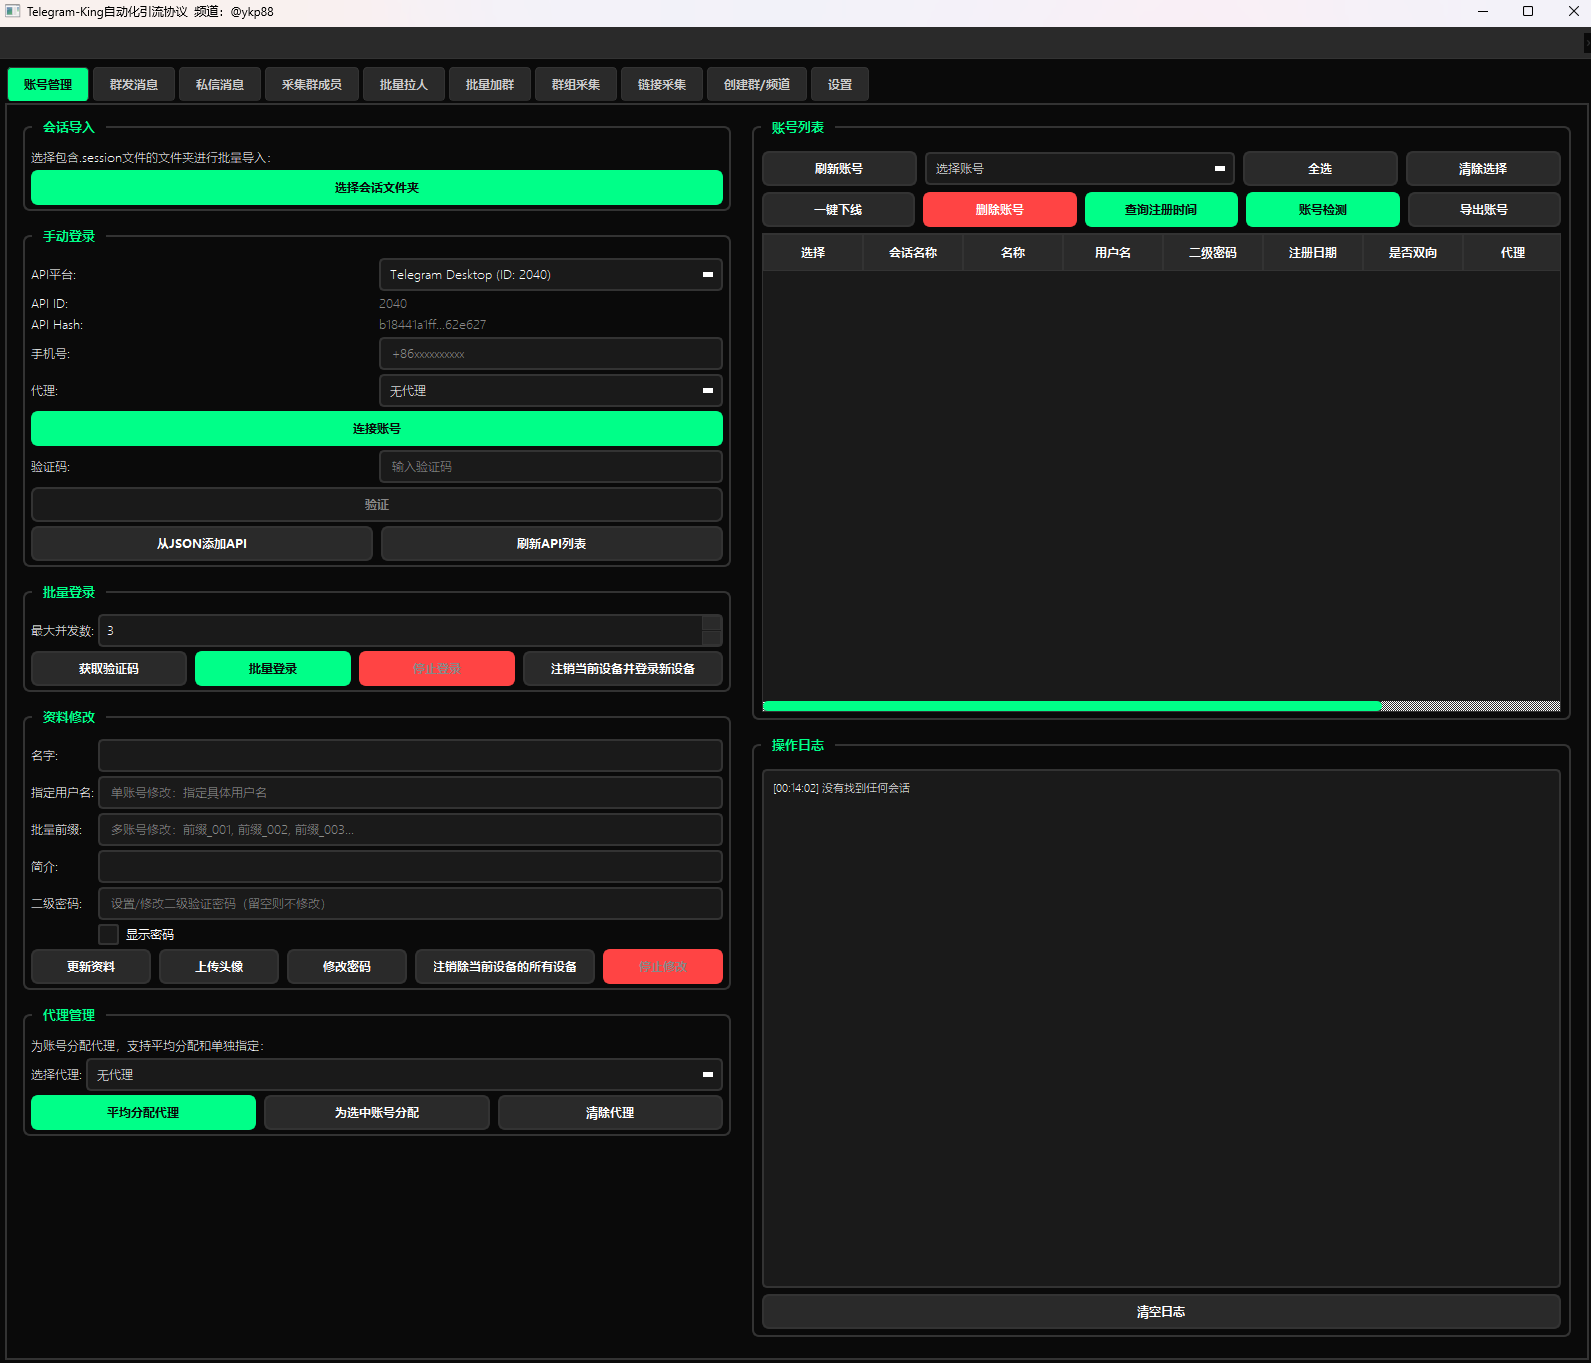 Telegram-King自动化引流协议 频道：@ykp88
账号管理 群发消息 私信消息 采集群成员 批量拉人 批量加群 群组采集 链接采集 创建群/频道 设置
会话导入
选择包含.session文件的文件夹进行批量导入：
选择会话文件夹
手动登录
API平台: Telegram Desktop (ID: 2040)
API ID: 2040
API Hash: b18441a1ff...62e627
手机号: +86xxxxxxxxxx
代理: 无代理
连接账号
验证码: 输入验证码
验证
从JSON添加API 刷新API列表
批量登录
最大并发数: 3
获取验证码 批量登录 停止登录 注销当前设备并登录新设备
资料修改
名字:
指定用户名: 单账号修改：指定具体用户名
批量前缀: 多账号修改：前缀_001, 前缀_002, 前缀_003...
简介:
二级密码: 设置/修改二级验证密码（留空则不修改）
显示密码
更新资料 上传头像 修改密码 注销除当前设备的所有设备 停止修改
代理管理
为账号分配代理，支持平均分配和单独指定：
选择代理: 无代理
平均分配代理 为选中账号分配 清除代理
账号列表
刷新账号 选择账号 全选 清除选择
一键下线 删除账号 查询注册时间 账号检测 导出账号
选择 会话名称 名称 用户名 二级密码 注册日期 是否双向 代理
操作日志
[00:14:02] 没有找到任何会话
清空日志